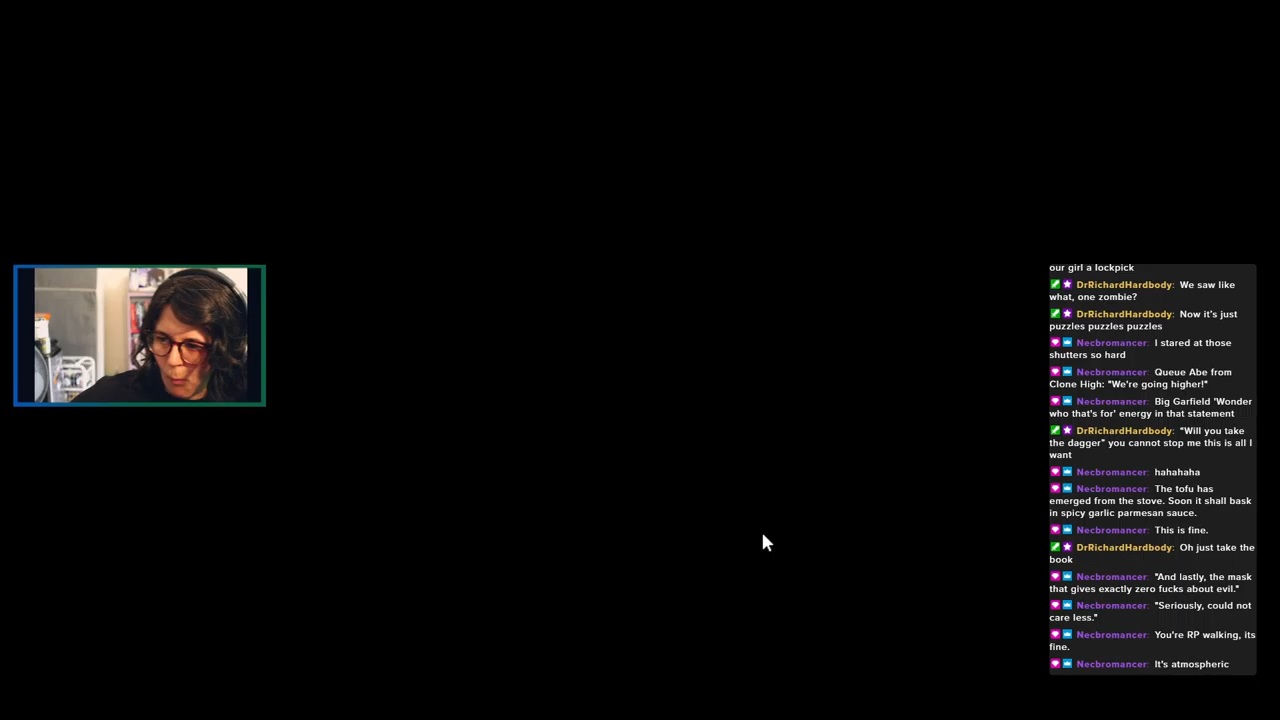 our girl a lockpick
DrRichardHardbody: We saw like
what, one zombie?
DrRichardHardbody: Now it's just
puzzles puzzles puzzles
Necbromancer: I stared at those
shutters so hard
Necbromancer: Queue Abe from
Clone High: "We're going higher!"
Necbromancer: Big Garfield 'Wonder
who that's for' energy in that statement
DrRichardHardbody: "Will you take
the dagger" you cannot stop me this is all I
want
Necbromancer: hahahaha
Necbromancer: The tofu has
emerged from the stove. Soon it shall bask
in spicy garlic parmesan sauce.
Necbromancer: This is fine.
DrRichardHardbody: Oh just take the
book
Necbromancer: "And lastly, the mask
that gives exactly zero fucks about evil."
Necbromancer: "Seriously, could not
care less."
Necbromancer: You're RP walking, its
fine.
Necbromancer: It's atmospheric